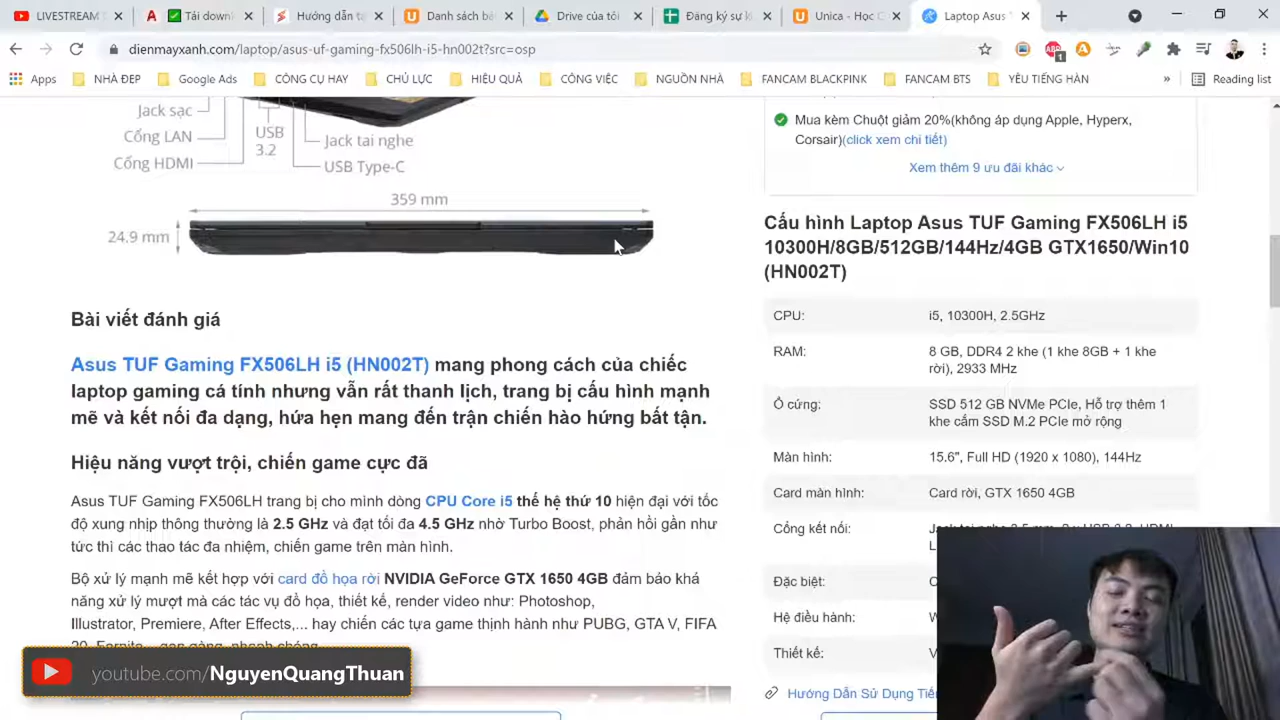 LIVESTREAM S
Tải down
Hướng dẫn tạ
Danh sách bà
Drive của tôi
Đăng ký sự k
Unica - Học O
Laptop Asus T
dienmayxanh.com/laptop/asus-uf-gaming-fx506lh-i5-hn002t?src=osp
Apps
NHÀ ĐẸP
Google Ads
CÔNG CỤ HAY
CHỦ LỰC
HIỆU QUẢ
CÔNG VIỆC
NGUỒN NHÀ
FANCAM BLACKPINK
FANCAM BTS
YÊU TIẾNG HÀN
»
Reading list
Jack sạc
Cổng LAN
Cổng HDMI
USB
3.2
Jack tai nghe
USB Type-C
359 mm
24.9 mm
Bài viết đánh giá
Asus TUF Gaming FX506LH i5 (HN002T) mang phong cách của chiếc
laptop gaming cá tính nhưng vẫn rất thanh lịch, trang bị cấu hình mạnh
mẽ và kết nối đa dạng, hứa hẹn mang đến trận chiến hào hứng bất tận.
Hiệu năng vượt trội, chiến game cực đã
Asus TUF Gaming FX506LH trang bị cho mình dòng CPU Core i5 thế hệ thứ 10 hiện đại với tốc
độ xung nhịp thông thưởng là 2.5 GHz và đạt tối đa 4.5 GHz nhờ Turbo Boost, phản hồi gần như
tức thì các thao tác đa nhiệm, chiến game trên màn hình.
Bộ xử lý mạnh mẽ kết hợp với card đồ họa rời NVIDIA GeForce GTX 1650 4GB đảm bảo khả
năng xử lý mượt mà các tác vụ đồ họa, thiết kế, render video như: Photoshop,
Illustrator, Premiere, After Effects,... hay chiến các tựa game thịnh hành như PUBG, GTA V, FIFA
youtube.com/NguyenQuangThuan
Mua kèm Chuột giảm 20%(không áp dụng Apple, Hyperx,
Corsair)(click xem chi tiết)
Xem thêm 9 ưu đãi khác
Cấu hình Laptop Asus TUF Gaming FX506LH i5
10300H/8GB/512GB/144Hz/4GB GTX1650/Win10
(HN002T)
CPU: i5, 10300H, 2.5GHz
RAM: 8 GB, DDR4 2 khe (1 khe 8GB + 1 khe
rời), 2933 MHz
Ổ cứng: SSD 512 GB NVMe PCIe, Hỗ trợ thêm 1
khe cắm SSD M.2 PCIe mở rộng
Màn hình: 15.6", Full HD (1920 x 1080), 144Hz
Card màn hình: Card rời, GTX 1650 4GB
Cổng kết nối:
Đặc biệt:
Hệ điều hành:
Thiết kế:
Hướng Dẫn Sử Dụng